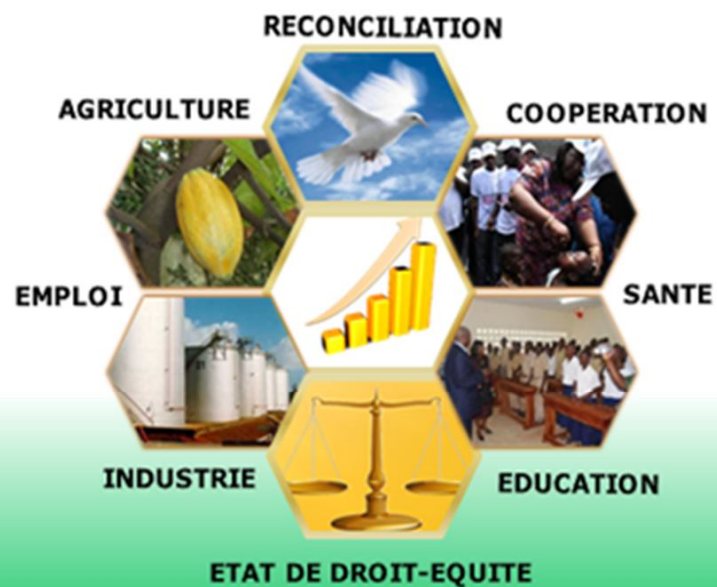 RECONCILIATION
AGRICULTURE
COOPERATION
EMPLOI
SANTE
INDUSTRIE
EDUCATION
ETAT DE DROIT-EQUITE